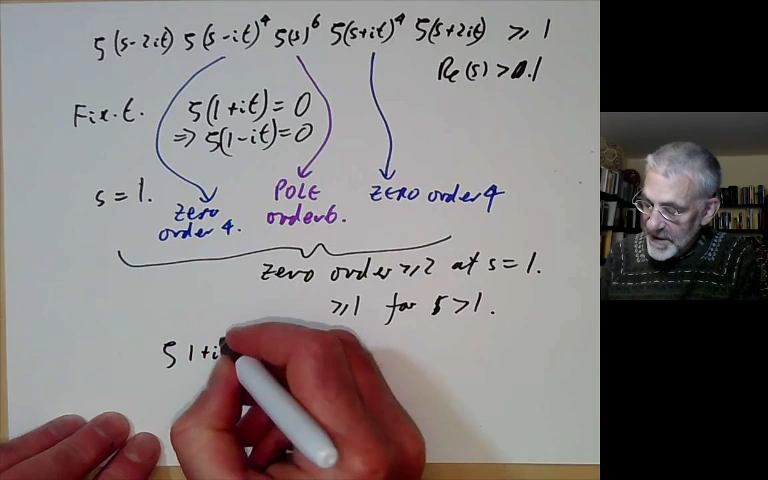 ζ(s-2it) ζ(s-it)⁴ ζ(s)⁶ ζ(s+it)⁴ ζ(s+2it) ⩾ 1
Re(s) > 1
Fix t. ζ(1+it) = 0
⇒ ζ(1-it) = 0
s = 1. zero order 4. POLE order 6. ZERO order 4
zero order ⩾ 2 at s = 1.
⩾ 1 for s > 1.
ζ 1+i